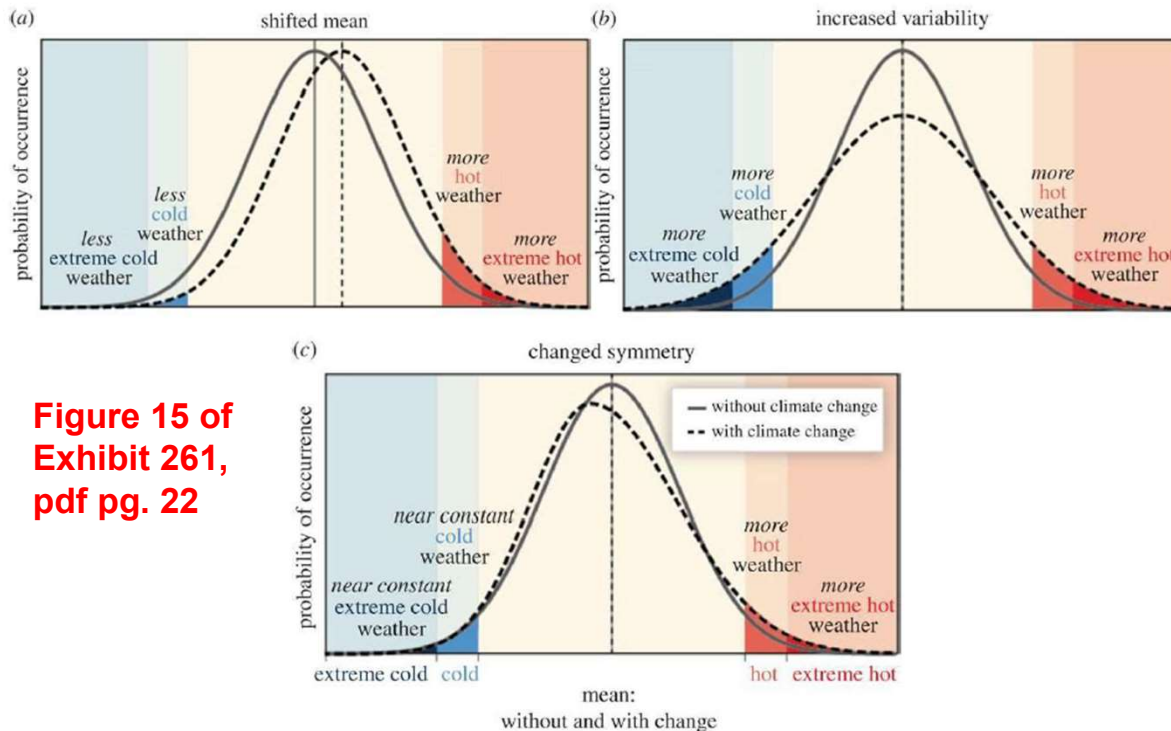 (a)
shifted mean
probability of occurrence
less
cold
weather
less
extreme cold
weather
more
hot
weather
more
extreme hot
weather
(b)
increased variability
probability of occurrence
more
cold
weather
more
extreme cold
weather
more
hot
weather
more
extreme hot
weather
Figure 15 of
Exhibit 261,
pdf pg. 22
(c)
changed symmetry
probability of occurrence
without climate change
with climate change
near constant
cold
weather
near constant
extreme cold
weather
more
hot
weather
more
extreme hot
weather
extreme cold
cold
hot
extreme hot
mean:
without and with change